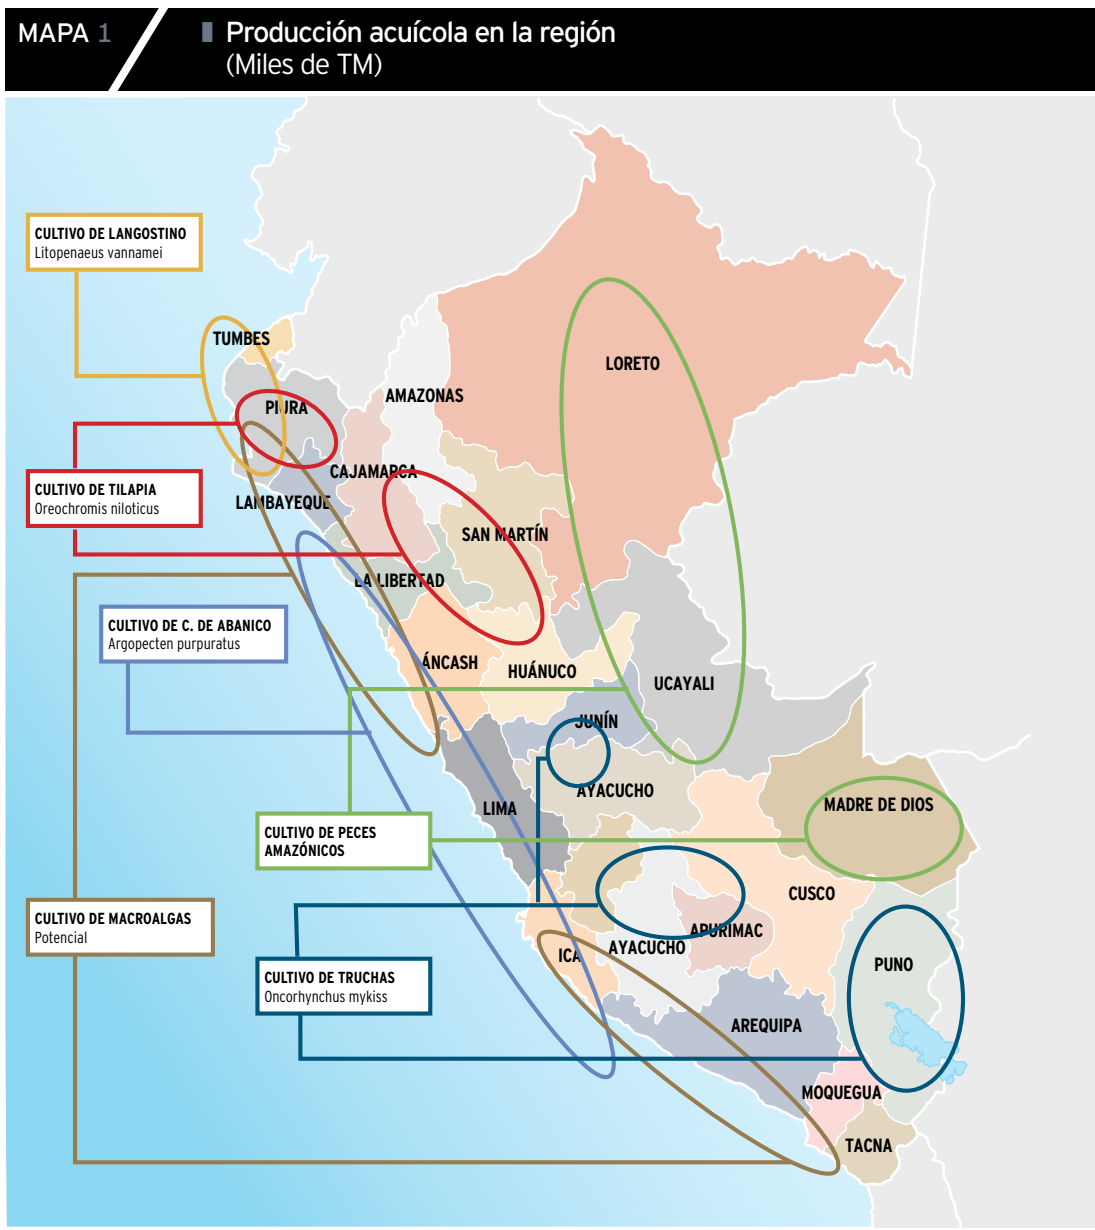 MAPA 1
Producción acuícola en la región
(Miles de TM)
CULTIVO DE LANGOSTINO
Litopenaeus vannamei
TUMBES
LORETO
AMAZONAS
PIURA
CAJAMARCA
CULTIVO DE TILAPIA
Oreochromis niloticus
LAMBAYEQUE
SAN MARTÍN
LA LIBERTAD
CULTIVO DE C. DE ABANICO
Argopecten purpuratus
ÁNCASH
HUÁNUCO
UCAYALI
JUNÍN
AYACUCHO
LIMA
MADRE DE DIOS
CULTIVO DE PECES
AMAZÓNICOS
CUSCO
CULTIVO DE MACROALGAS
Potencial
APURIMAC
AYACUCHO
ICA
PUNO
CULTIVO DE TRUCHAS
Oncorhynchus mykiss
AREQUIPA
MOQUEGUA
TACNA